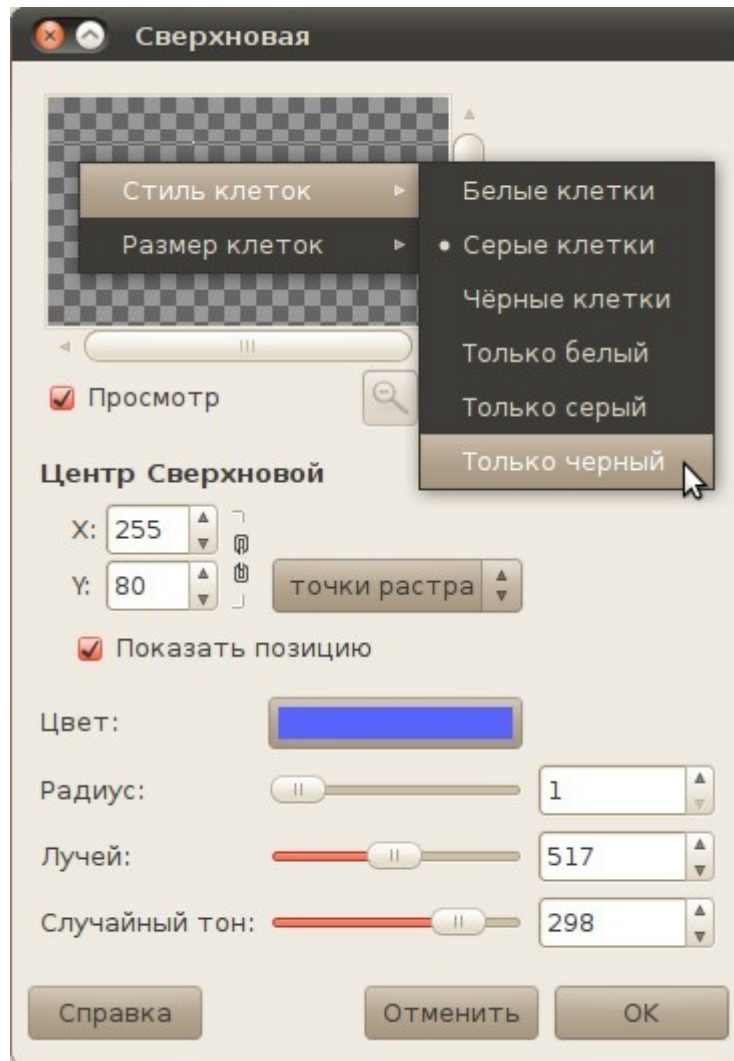 Сверхновая
Стиль клеток
Размер клеток
Белые клетки
Серые клетки
Чёрные клетки
Только белый
Только серый
Только черный
Просмотр
Центр Сверхновой
X: 255
Y: 80
точки растра
Показать позицию
Цвет:
Радиус: 1
Лучей: 517
Случайный тон: 298
Справка Отменить OK